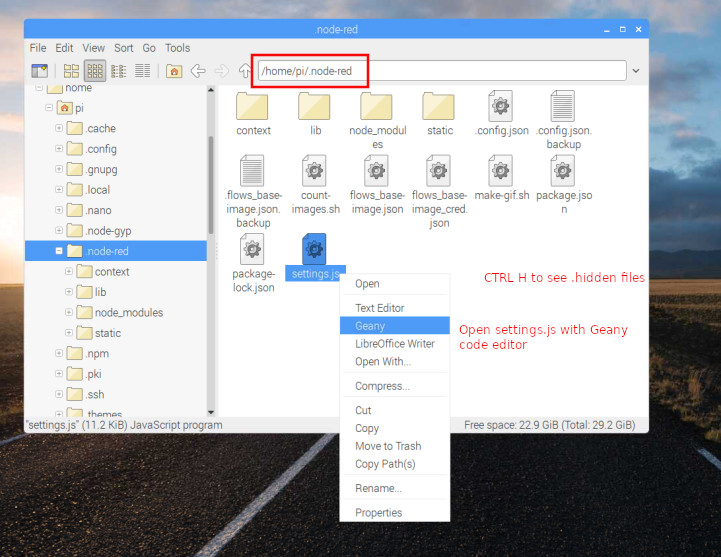 .node-red
File Edit View Sort Go Tools
/home/pi/.node-red
home
pi
.cache
.config
.gnupg
.local
.nano
.node-gyp
.node-red
context
lib
node_modules
static
.npm
.pki
.ssh
.themes
context
lib
node_modul
es
static
.config.json
.config.json.
backup
.flows_base-
image.json.
backup
count-
images.sh
flows_base-
image.json
flows_base-
image_cred.
json
make-gif.sh
package.jso
n
package-
lock.json
settings.js
Open
Text Editor
Geany
LibreOffice Writer
Open With...
Compress...
Cut
Copy
Move to Trash
Copy Path(s)
Rename...
Properties
CTRL H to see .hidden files
Open settings.js with Geany
code editor
"settings.js" (11.2 KiB) JavaScript program
Free space: 22.9 GiB (Total: 29.2 GiB)